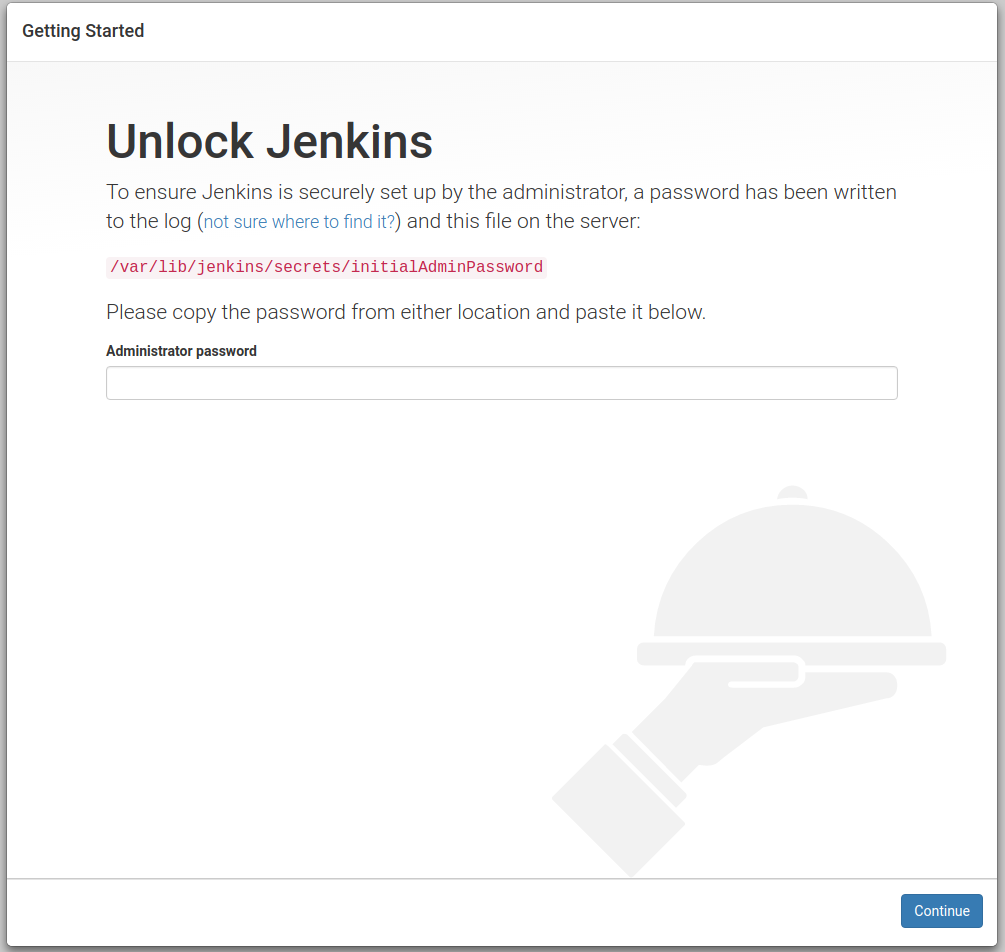 Getting Started
Unlock Jenkins
To ensure Jenkins is securely set up by the administrator, a password has been written
to the log (not sure where to find it?) and this file on the server:
/var/lib/jenkins/secrets/initialAdminPassword
Please copy the password from either location and paste it below.
Administrator password
Continue